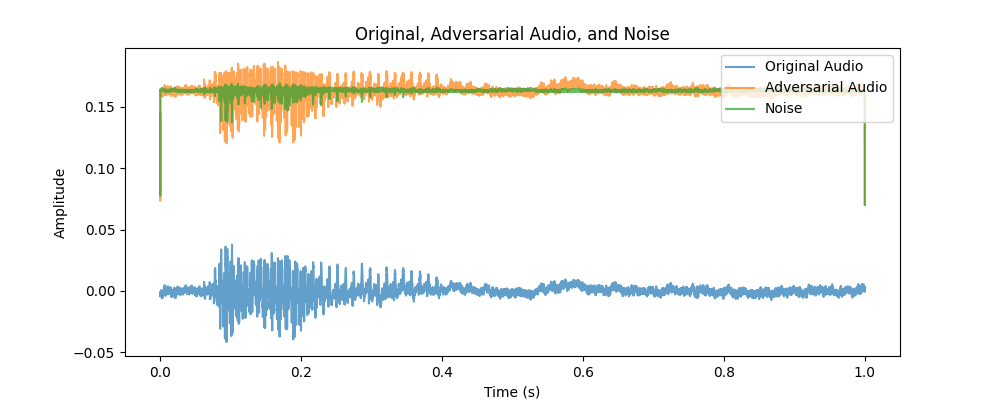 Original, Adversarial Audio, and Noise
Original Audio
Adversarial Audio
Noise
Amplitude
0.15
0.10
0.05
0.00
−0.05
0.0 0.2 0.4 0.6 0.8 1.0
Time (s)